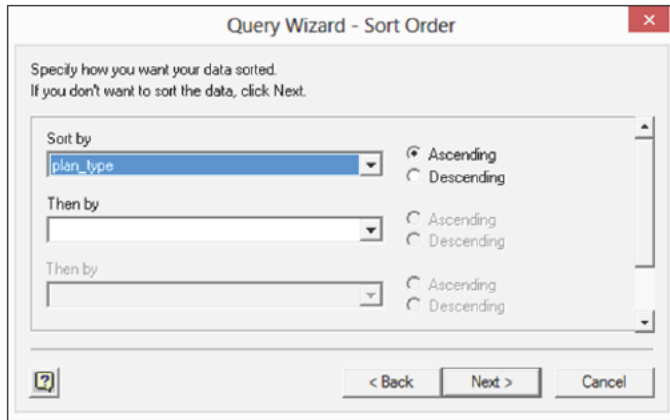 Query Wizard - Sort Order
Specify how you want your data sorted.
If you don't want to sort the data, click Next.
Sort by
plan_type
Ascending
Descending
Then by
Ascending
Descending
Then by
Ascending
Descending
< Back
Next >
Cancel